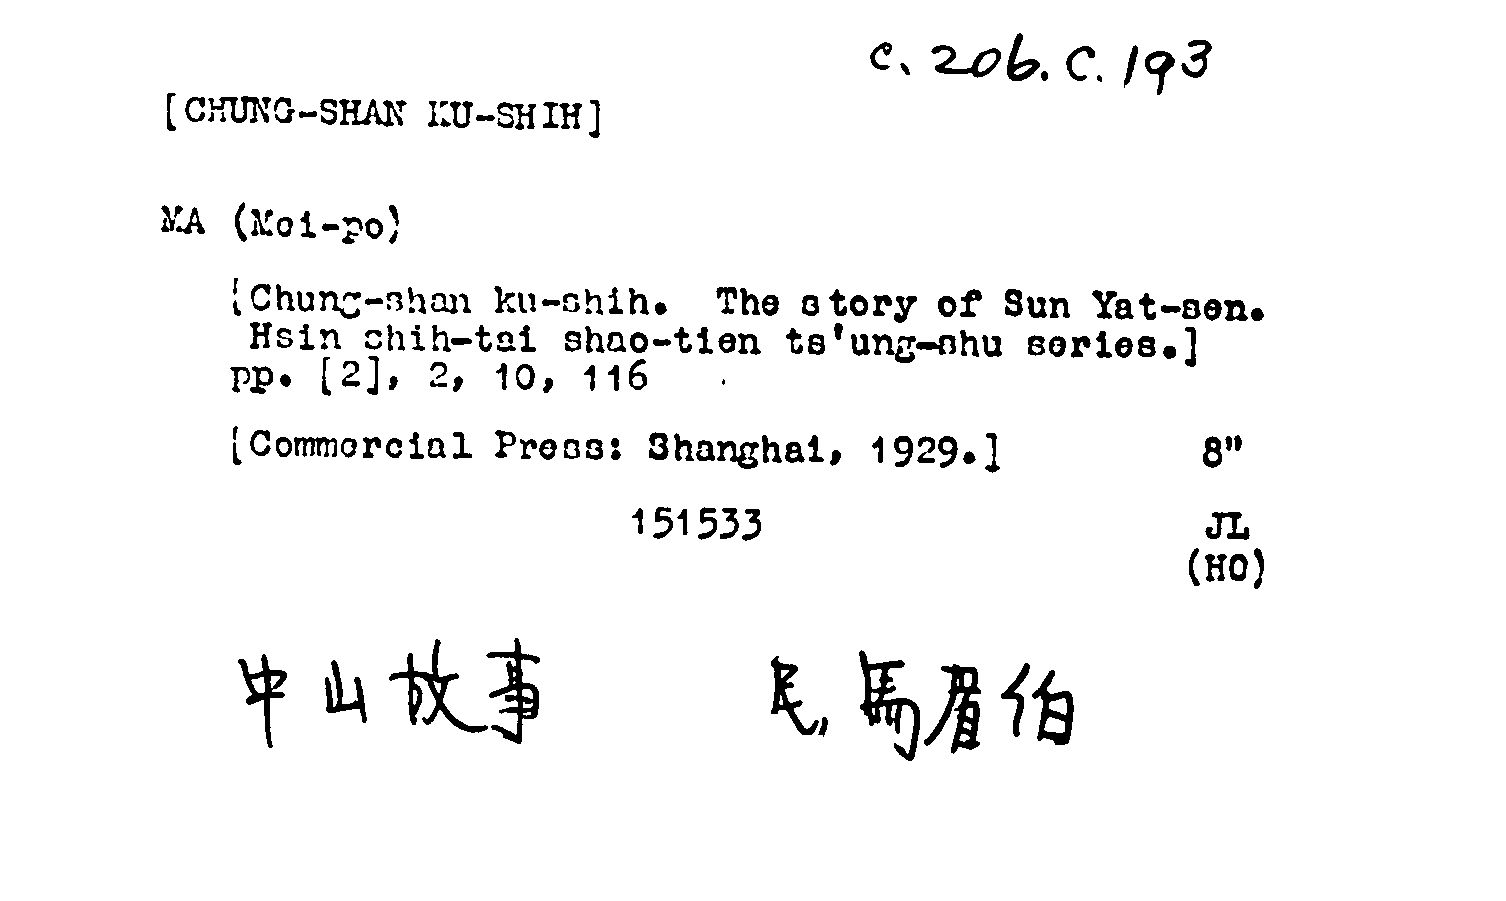 c. 206. C. 193
[CHUNG-SHAN KU-SHIH]
MA (Mei-po)
[Chung-shan ku-shih. The story of Sun Yat-sen.
Hsin chih-tai shao-tien ts'ung-shu series.]
pp. [2], 2, 10, 116
[Commercial Press: Shanghai, 1929.] 8"
151533 JL
(HO)
中山故事 民, 馬眉伯